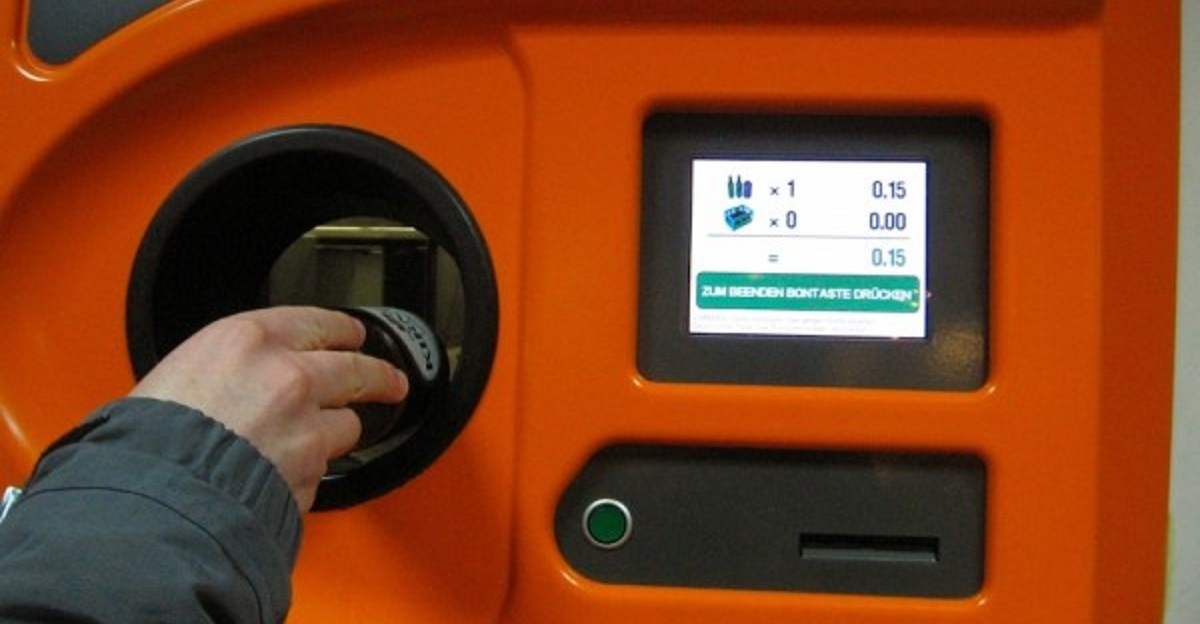 × 1 0.15
× 0 0.00
= 0.15
ZUM BEENDEN BONTASTE DRÜCKEN